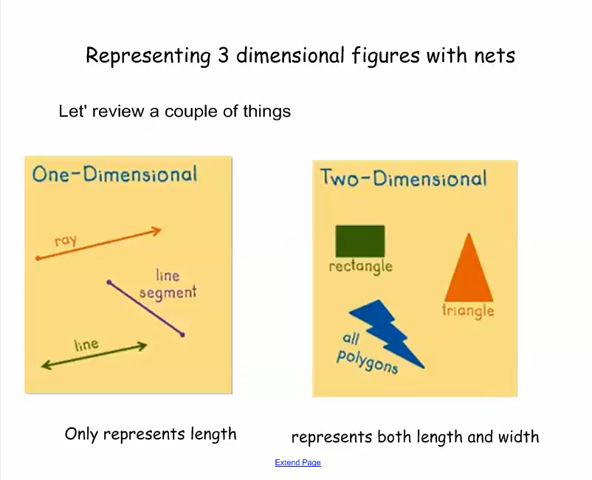 Representing 3 dimensional figures with nets
Let' review a couple of things
One-Dimensional
ray
line
segment
line
Only represents length
Two-Dimensional
rectangle
triangle
all
polygons
represents both length and width
Extend Page